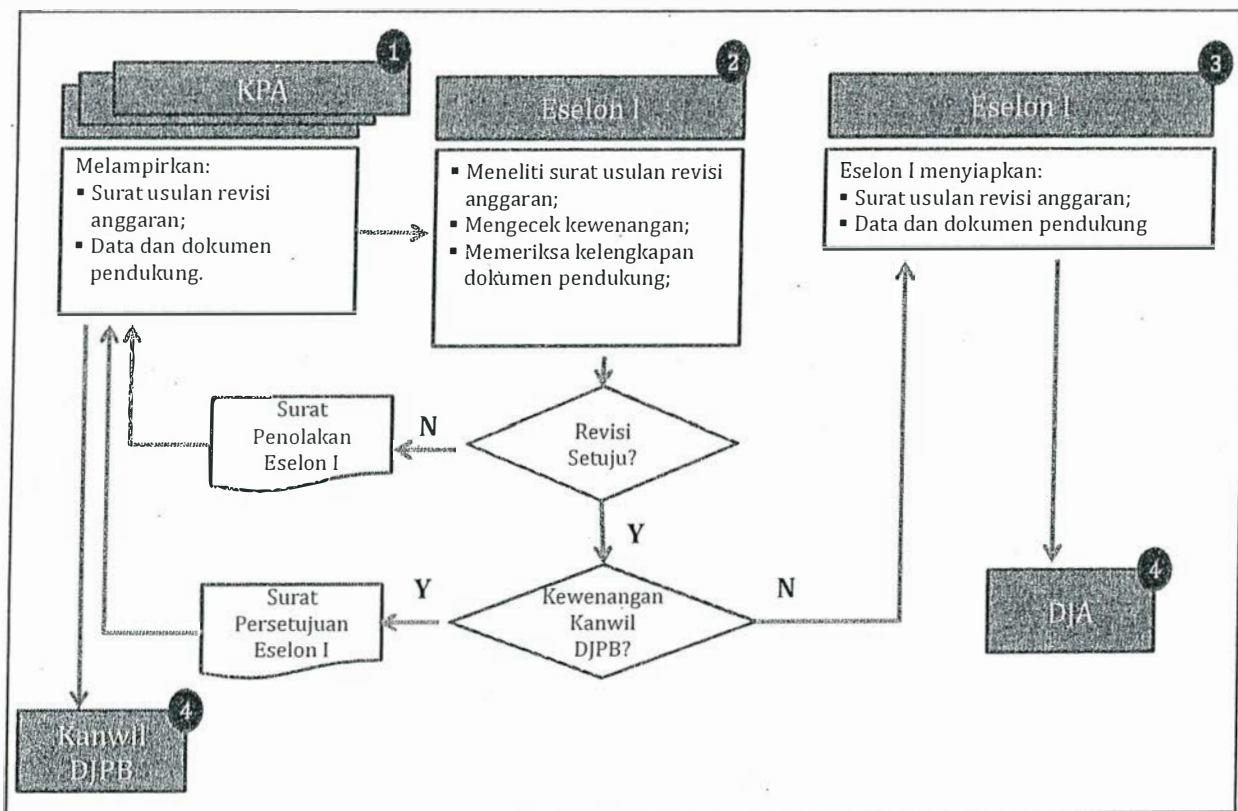 1
KPA
Melampirkan:
▪ Surat usulan revisi
anggaran;
▪ Data dan dokumen
pendukung.
2
Eselon I
▪ Meneliti surat usulan revisi
anggaran;
▪ Mengecek kewenangan;
▪ Memeriksa kelengkapan
dokumen pendukung;
3
Eselon I
Eselon I menyiapkan:
▪ Surat usulan revisi anggaran;
▪ Data dan dokumen pendukung
Surat
Penolakan
Eselon I
N
Revisi
Setuju?
Y
Surat
Persetujuan
Eselon I
Y
Kewenangan
Kanwil
DJPB?
N
4
DJA
4
Kanwil
DJPB